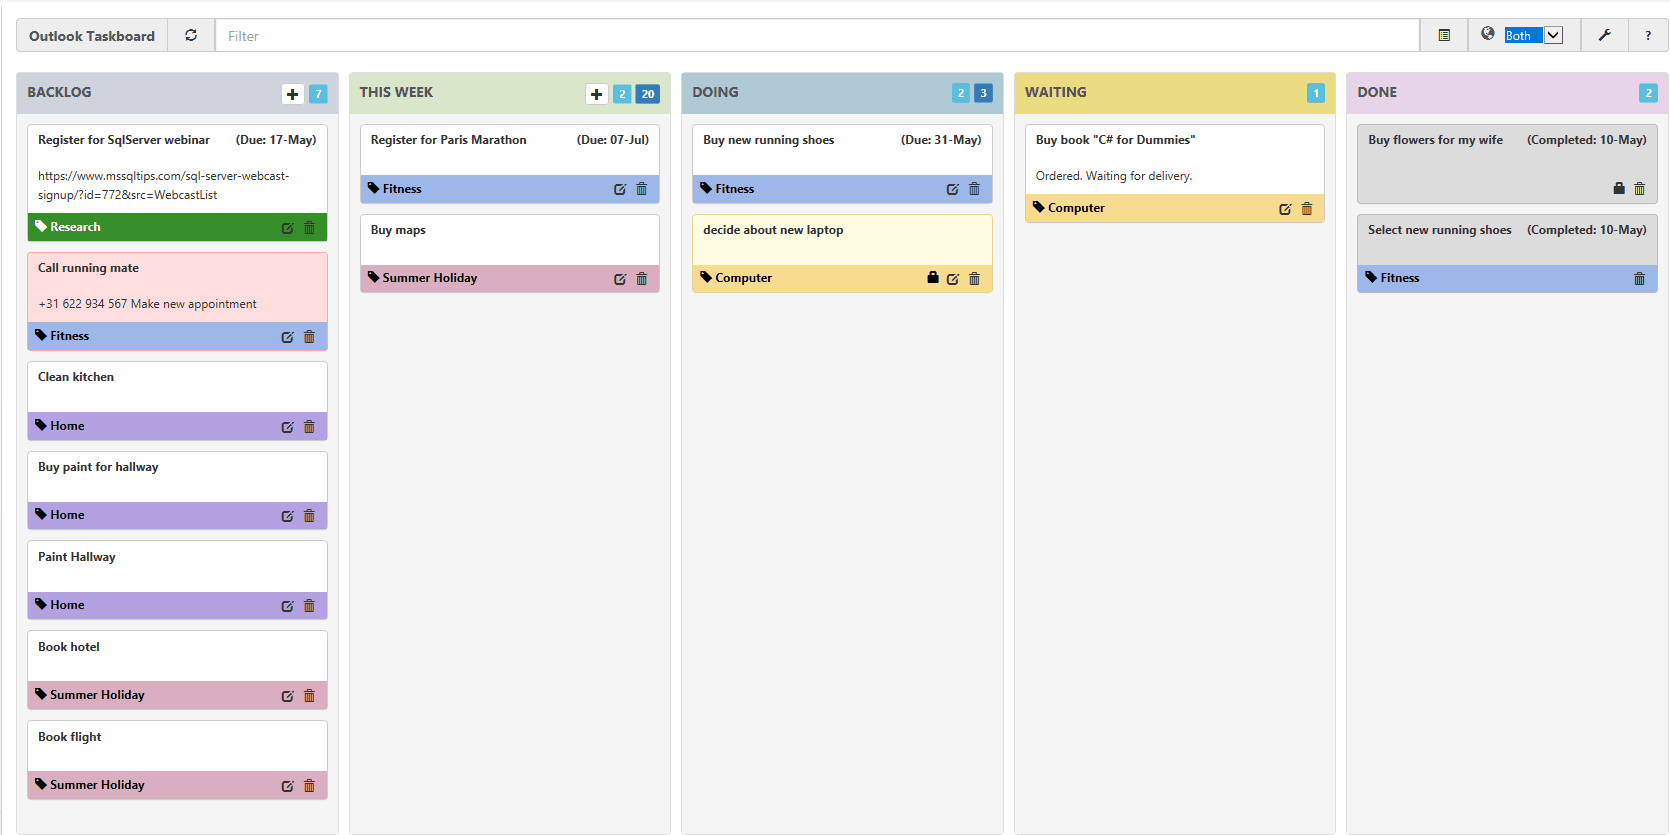 Outlook Taskboard Filter Both ?
BACKLOG 7
Register for SqlServer webinar (Due: 17-May)
https://www.mssqltips.com/sql-server-webcast-
signup/?id=772&src=WebcastList
Research
Call running mate
+31 622 934 567 Make new appointment
Fitness
Clean kitchen
Home
Buy paint for hallway
Home
Paint Hallway
Home
Book hotel
Summer Holiday
Book flight
Summer Holiday
THIS WEEK 2 20
Register for Paris Marathon (Due: 07-Jul)
Fitness
Buy maps
Summer Holiday
DOING 2 3
Buy new running shoes (Due: 31-May)
Fitness
decide about new laptop
Computer
WAITING 1
Buy book "C# for Dummies"
Ordered. Waiting for delivery.
Computer
DONE 2
Buy flowers for my wife (Completed: 10-May)
Select new running shoes (Completed: 10-May)
Fitness